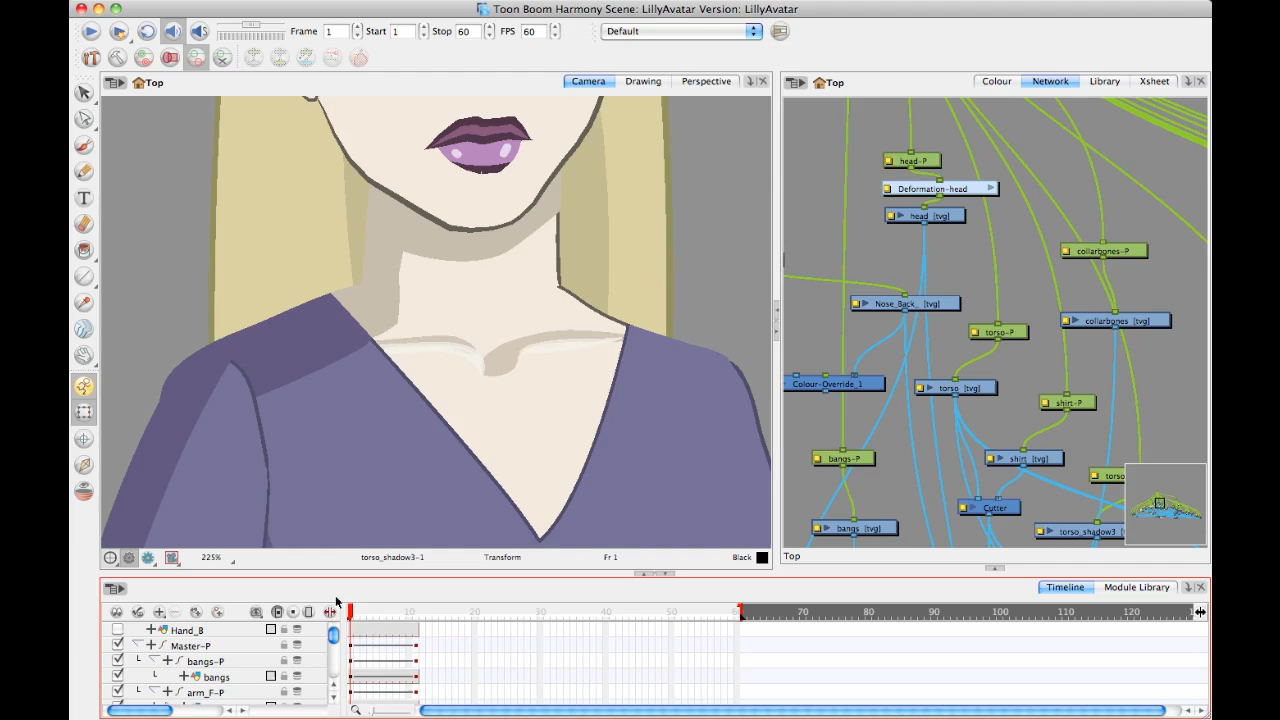 Toon Boom Harmony Scene: LillyAvatar Version: LillyAvatar
Frame 1 Start 1 Stop 60 FPS 60 Default
Top Camera Drawing Perspective
Top Colour Network Library Xsheet
head-P
Deformation-head
head [tvg]
collarbones-P
Nose_Back_ [tvg]
collarbones [tvg]
torso-P
Colour-Override_1
torso [tvg]
shirt-P
bangs-P
shirt [tvg]
torso
Cutter
bangs [tvg]
torso_shadow3
225% torso_shadow3-1 Transform Fr 1 Black
Top
Timeline Module Library
10 20 30 40 50 70 80 90 100 110 120
Hand_B
Master-P
bangs-P
bangs
arm_F-P